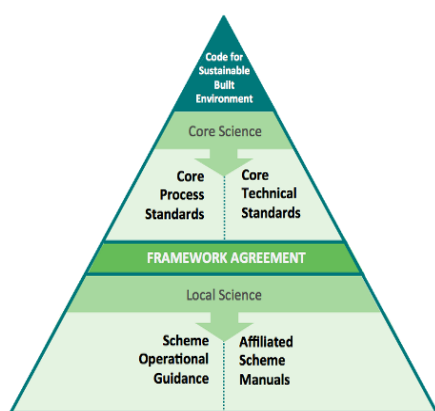 Code for
Sustainable
Built
Environment
Core Science
Core
Process
Standards
Core
Technical
Standards
FRAMEWORK AGREEMENT
Local Science
Scheme
Operational
Guidance
Affiliated
Scheme
Manuals